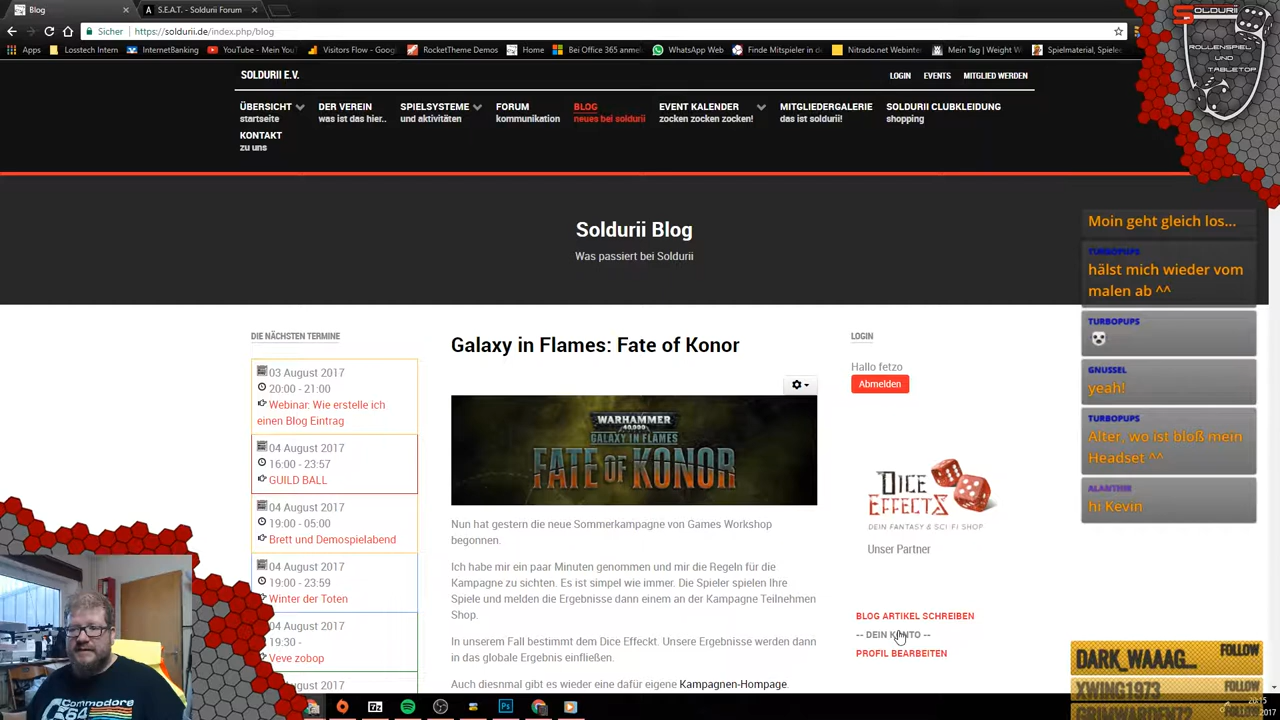 Blog
S.E.A.T. - Soldurii Forum
Sicher
https://soldurii.de/index.php/blog
Apps
Losstech Intern
InternetBanking
YouTube - Mein You
Visitors Flow - Goog
RocketTheme Demos
Home
Bei Office 365 anme
WhatsApp Web
Finde Mitspieler in d
Nitrado.net Webinter
Mein Tag | Weight W
Spielmaterial, Spiele
SOLDURII
ROLLENSPIEL
UND
TABLETOP
SOLDURII E.V.
LOGIN EVENTS MITGLIED WERDEN
ÜBERSICHT
startseite
DER VEREIN
was ist das hier..
SPIELSYSTEME
und aktivitäten
FORUM
kommunikation
BLOG
neues bei soldurii
EVENT KALENDER
zocken zocken zocken!
MITGLIEDERGALERIE
das ist soldurii!
SOLDURII CLUBKLEIDUNG
shopping
KONTAKT
zu uns
Soldurii Blog
Was passiert bei Soldurii
DIE NÄCHSTEN TERMINE
03 August 2017
20:00 - 21:00
Webinar: Wie erstelle ich
einen Blog Eintrag
04 August 2017
16:00 - 23:57
GUILD BALL
04 August 2017
19:00 - 05:00
Brett und Demospielabend
04 August 2017
19:00 - 23:59
Winter der Toten
04 August 2017
19:30 -
Veve zobop
04 August 2017
Galaxy in Flames: Fate of Konor
WARHAMMER
40,000
GALAXY IN FLAMES
FATE OF KONOR
Nun hat gestern die neue Sommerkampagne von Games Workshop
begonnen.
Ich habe mir ein paar Minuten genommen und mir die Regeln für die
Kampagne zu sichten. Es ist simpel wie immer. Die Spieler spielen Ihre
Spiele und melden die Ergebnisse dann einem an der Kampagne Teilnehmen
Shop.
In unserem Fall bestimmt dem Dice Effeckt. Unsere Ergebnisse werden dann
in das globale Ergebnis einfließen.
Auch diesnmal gibt es wieder eine dafür eigene Kampagnen-Hompage.
LOGIN
Hallo fetzo
Abmelden
DICE
EFFECTS
DEIN FANTASY & SCI FI SHOP
Unser Partner
BLOG ARTIKEL SCHREIBEN
-- DEIN KONTO --
PROFIL BEARBEITEN
Moin geht gleich los...
TURBOPUPS
hälst mich wieder vom
malen ab ^^
TURBOPUPS
GNUSSEL
yeah!
TURBOPUPS
Alter, wo ist bloß mein
Headset ^^
ALANTHIR
hi Kevin
DARK_WAAAG... FOLLOW
XWING1973 FOLLOW
GRIMWARDEN72
Commodore
64